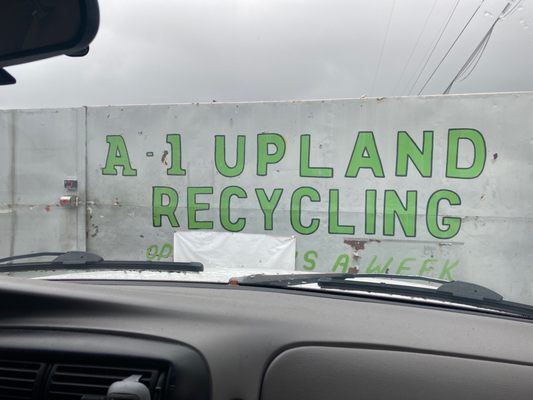 A-1 UPLAND
RECYCLING
S A WEEK